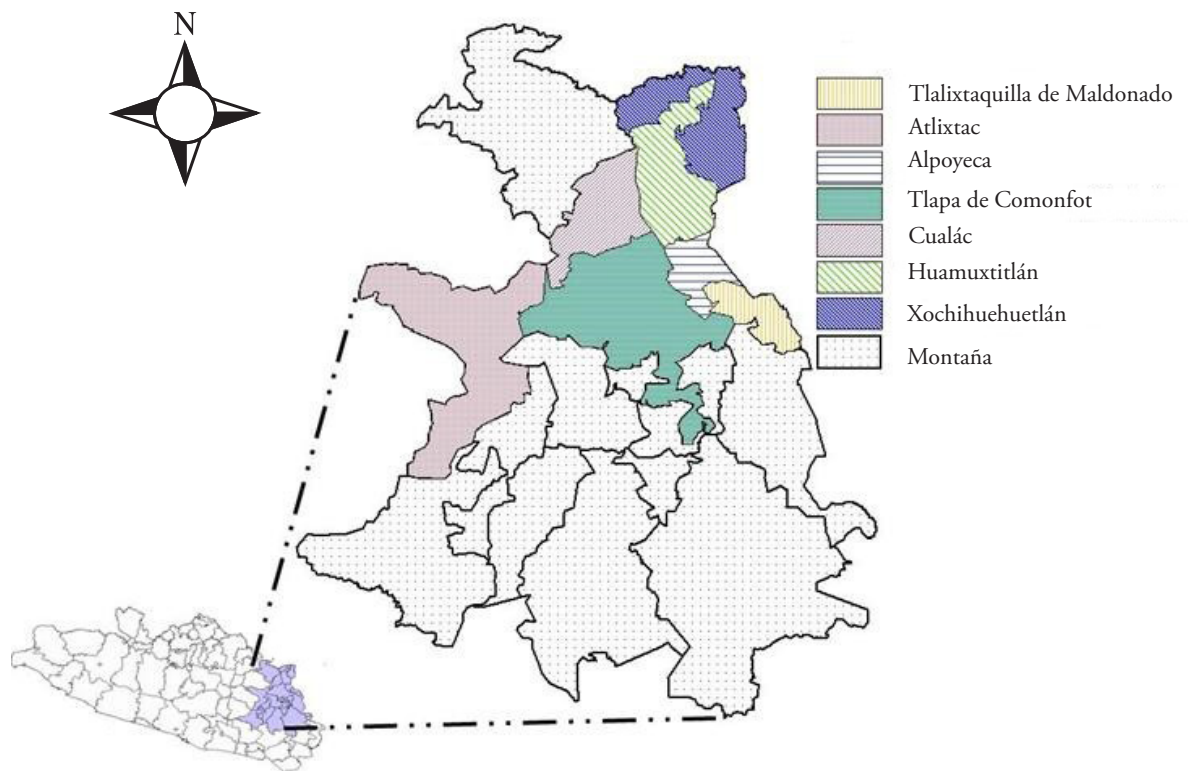 N
Tlalixtaquilla de Maldonado
Atlixtac
Alpoyeca
Tlapa de Comonfot
Cualác
Huamuxtitlán
Xochihuehuetlán
Montaña